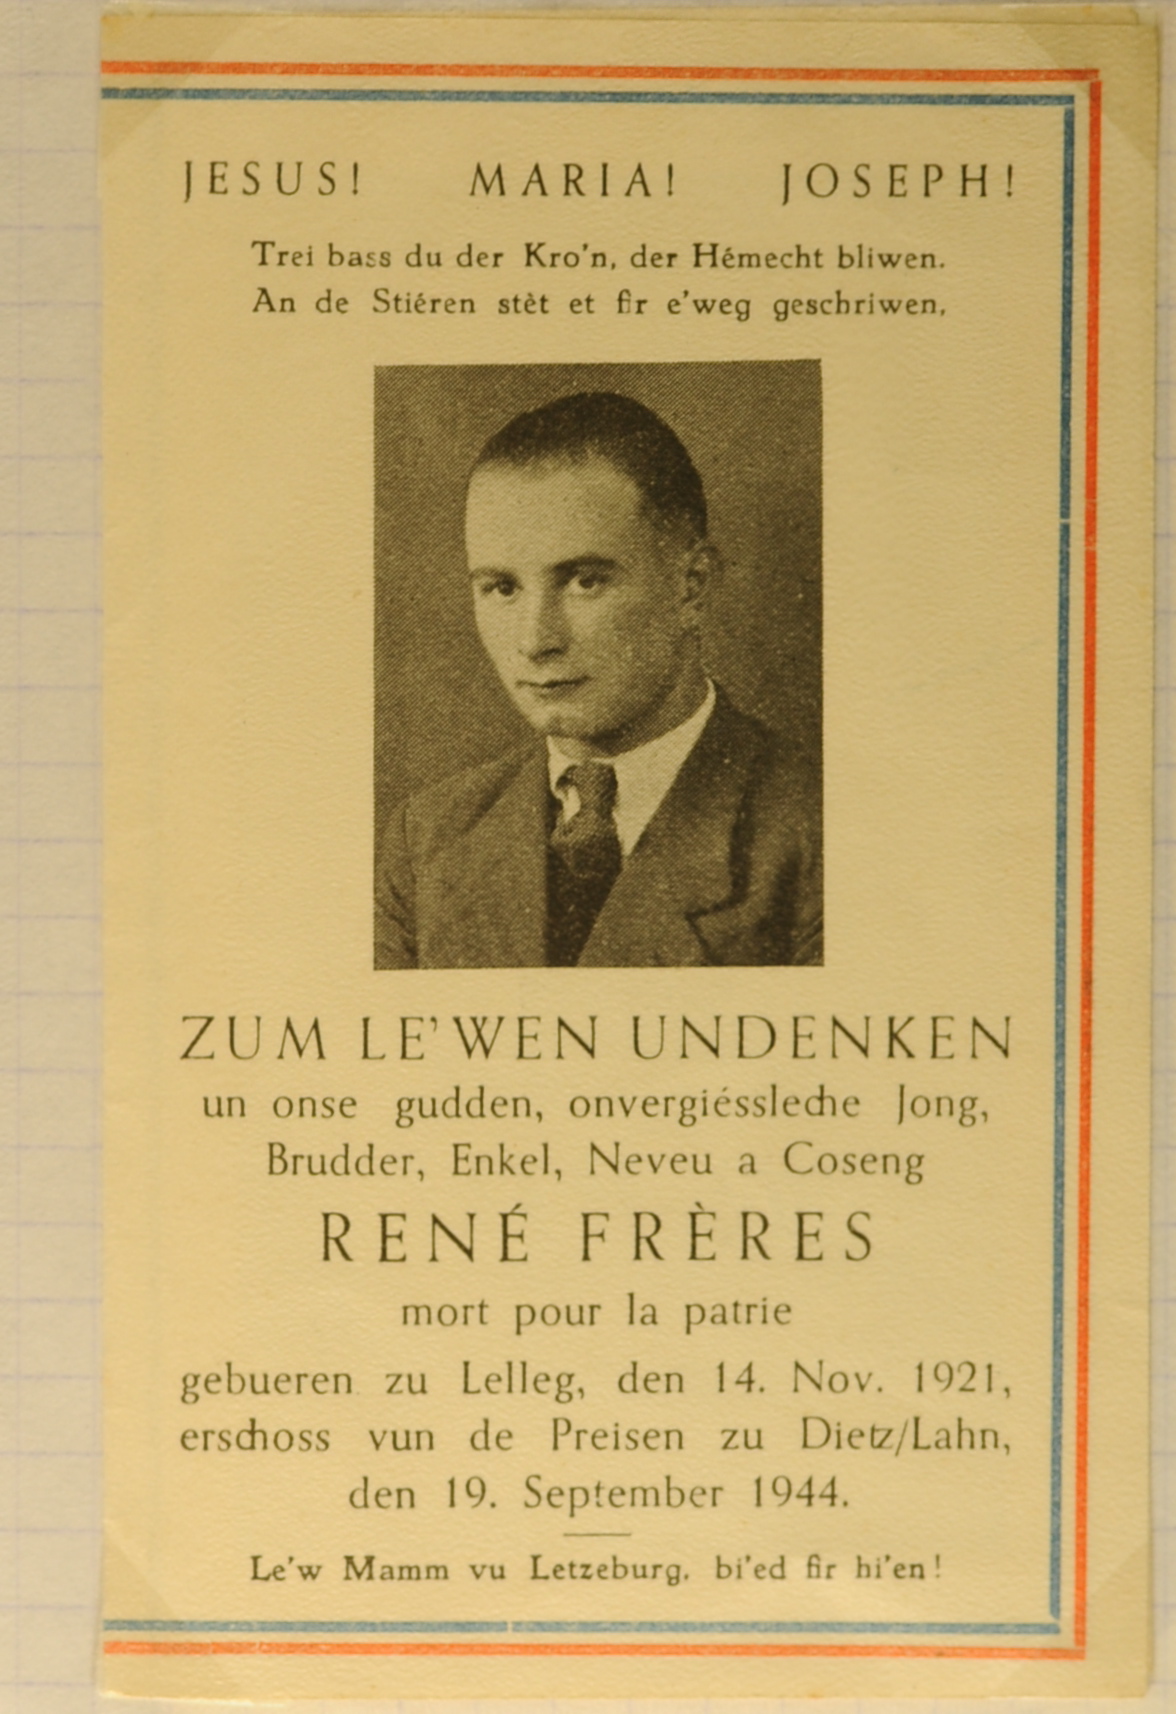 JESUS! MARIA! JOSEPH!
Trei bass du der Kro'n, der Hémecht bliwen.
An de Stiéren stèt et fir e'weg geschriwen,
ZUM LE'WEN UNDENKEN
un onse gudden, onvergiéssleche Jong,
Brudder, Enkel, Neveu a Coseng
RENÉ FRÈRES
mort pour la patrie
gebueren zu Lelleg, den 14. Nov. 1921,
erschoss vun de Preisen zu Dietz/Lahn,
den 19. September 1944.
Le'w Mamm vu Letzeburg, bi'ed fir hi'en!